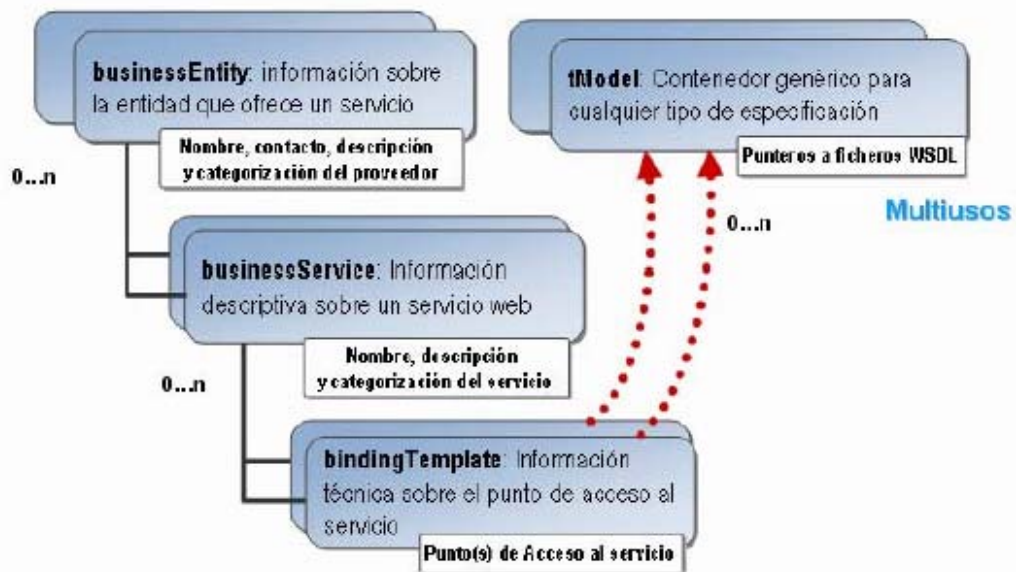 businessEntity: información sobre
la entidad que ofrece un servicio
Nombre, contacto, descripción
y categorización del proveedor
0...n
tModel: Contenedor genérico para
cualquier tipo de especificación
Punteros a ficheros WSDL
0...n
Multiusos
businessService: Información
descriptiva sobre un servicio web
Nombre, descripción
y categorización del servicio
0...n
bindingTemplate: Información
técnica sobre el punto de acceso al
servicio
Punto(s) de Acceso al servicio